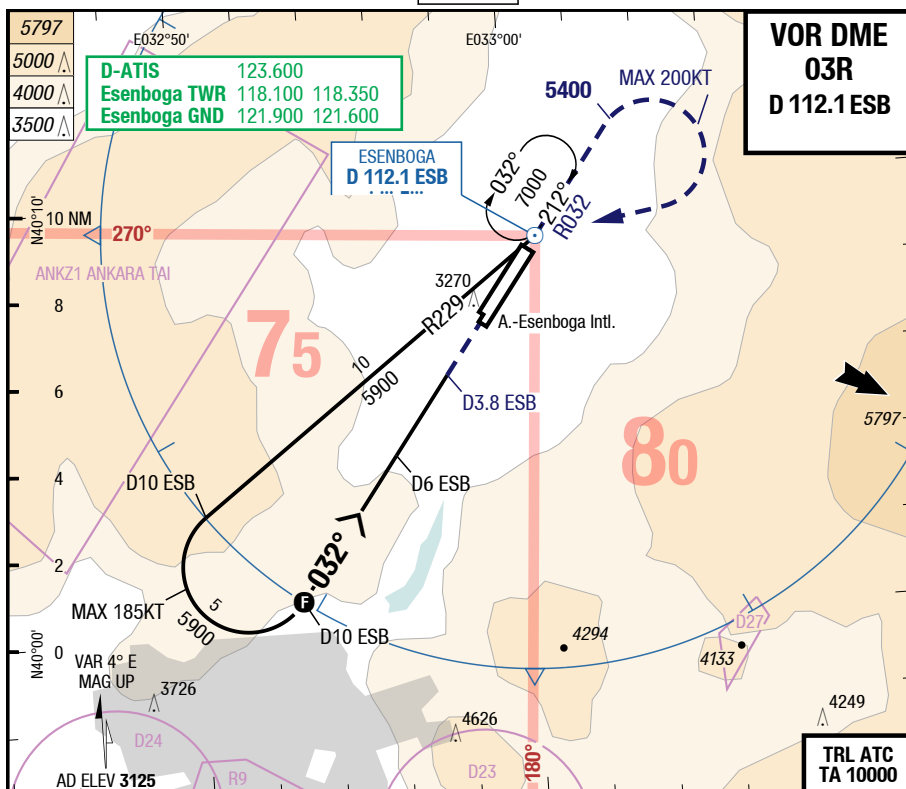 5797
5000
4000
3500
E032°50'
E033°00'
D-ATIS 123.600
Esenboga TWR 118.100 118.350
Esenboga GND 121.900 121.600
VOR DME
03R
D 112.1 ESB
5400
MAX 200KT
ESENBOGA
D 112.1 ESB
032°
7000
212°
R032
N40°10'
10 NM
270°
ANKZ1 ANKARA TAI
8
3270
R229
A.-Esenboga Intl.
75
10
5900
6
D3.8 ESB
5797
80
4
D10 ESB
D6 ESB
2
032°
MAX 185KT
5
5900
F
D10 ESB
D27
4294
4133
N40°00'
0
VAR 4° E
MAG UP
3726
4626
4249
D24
R9
D23
180°
AD ELEV 3125
TRL ATC
TA 10000